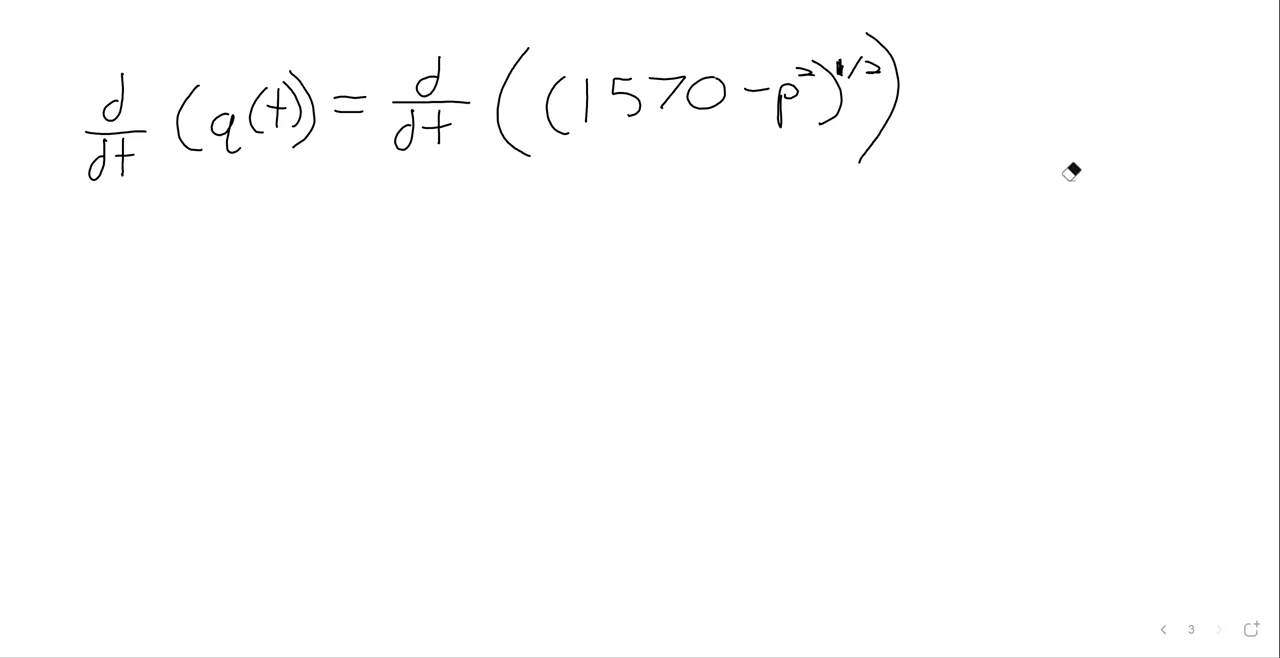 d/dt (q(t)) = d/dt ((1570 - p²)^1/2)
3